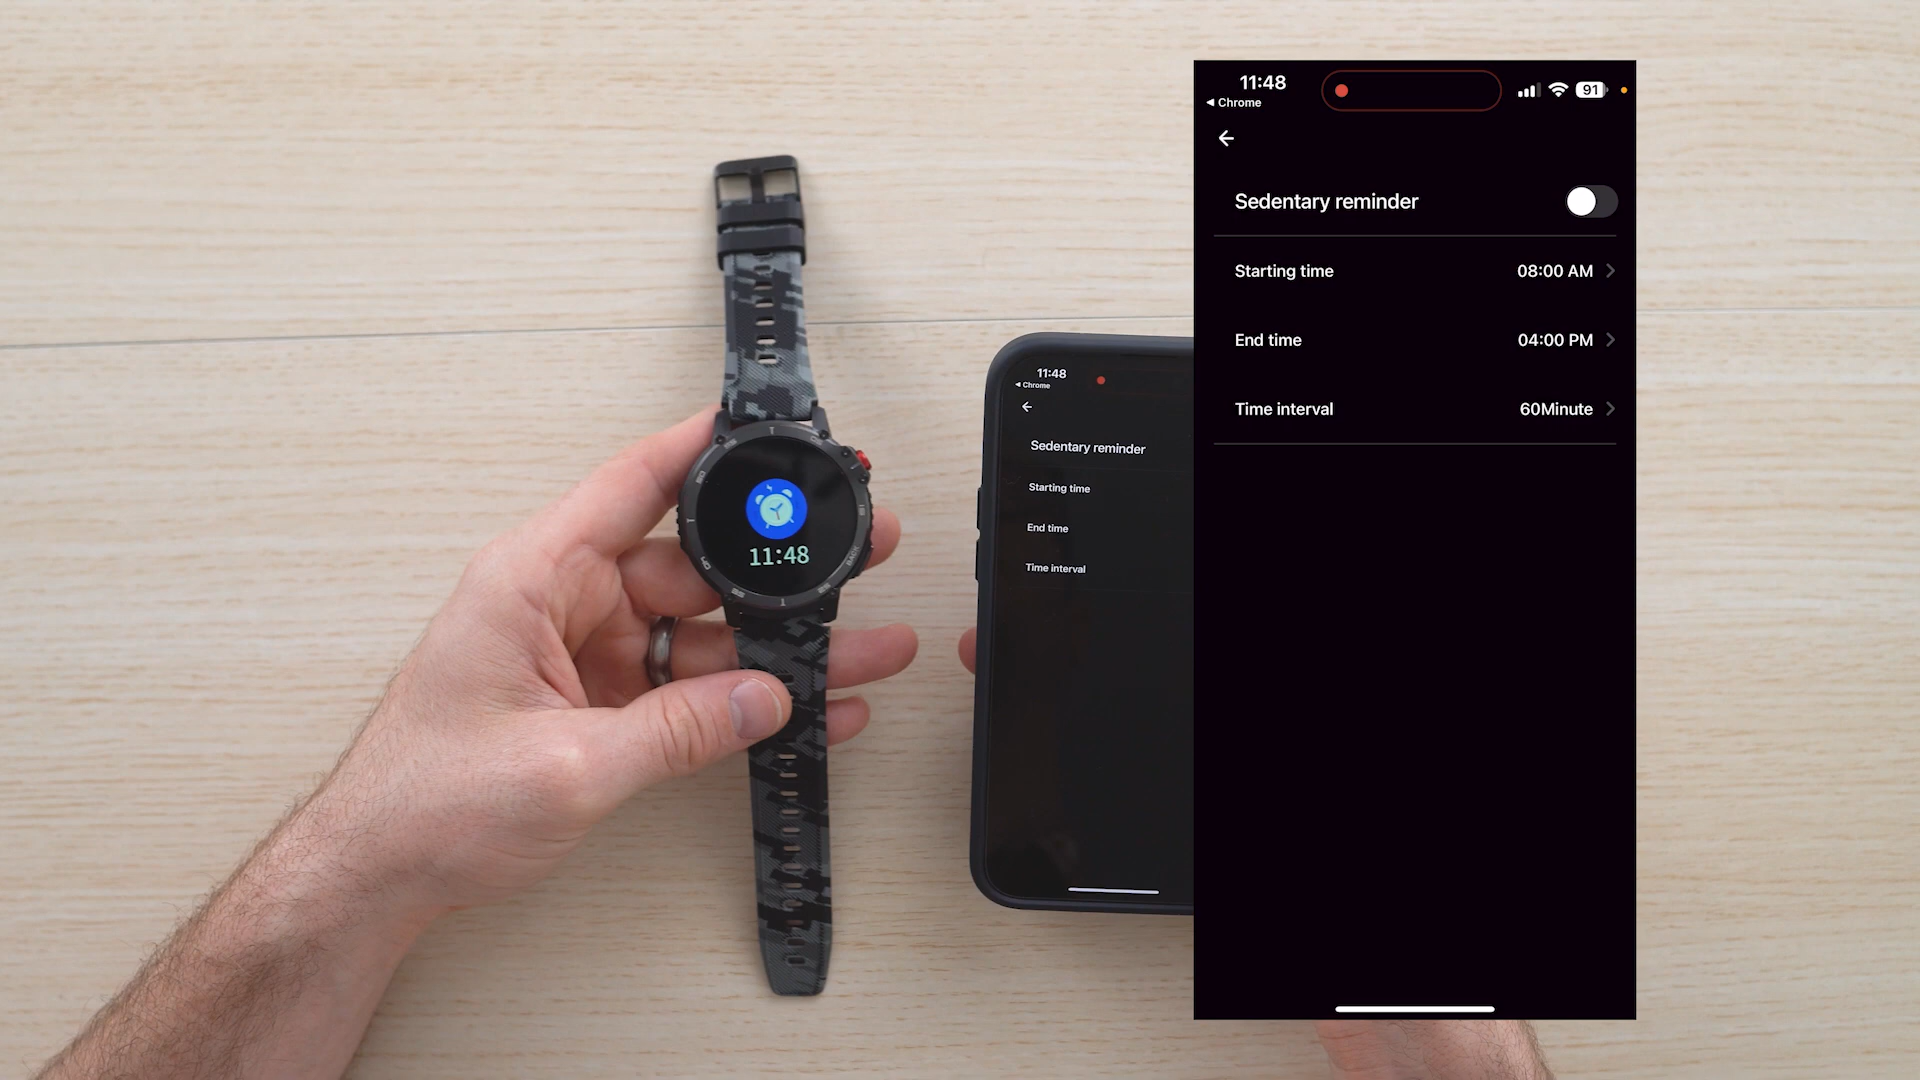 11:48
BACK
11:48
◀ Chrome
Sedentary reminder
Starting time
End time
Time interval
11:48
91
◀ Chrome
Sedentary reminder
Starting time 08:00 AM
End time 04:00 PM
Time interval 60Minute